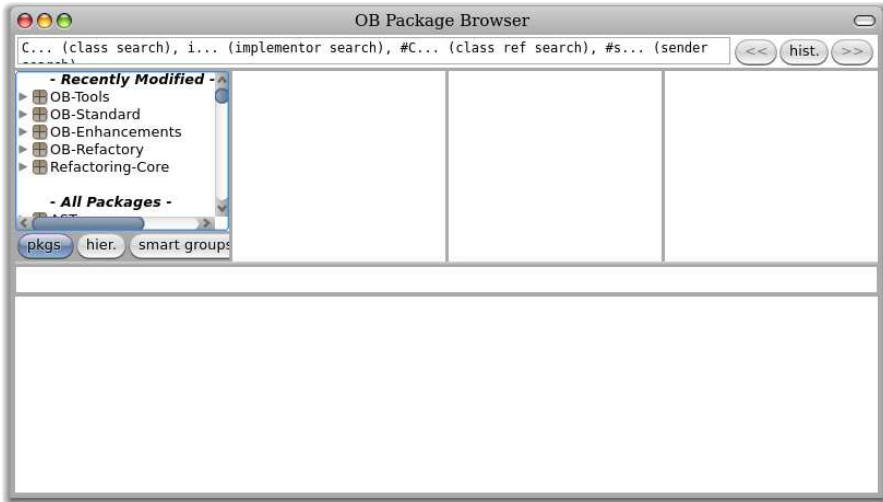 OB Package Browser
C... (class search), i... (implementor search), #C... (class ref search), #s... (sender
search)
<< hist. >>
- Recently Modified -
OB-Tools
OB-Standard
OB-Enhancements
OB-Refactory
Refactoring-Core
- All Packages -
pkgs hier. smart groups